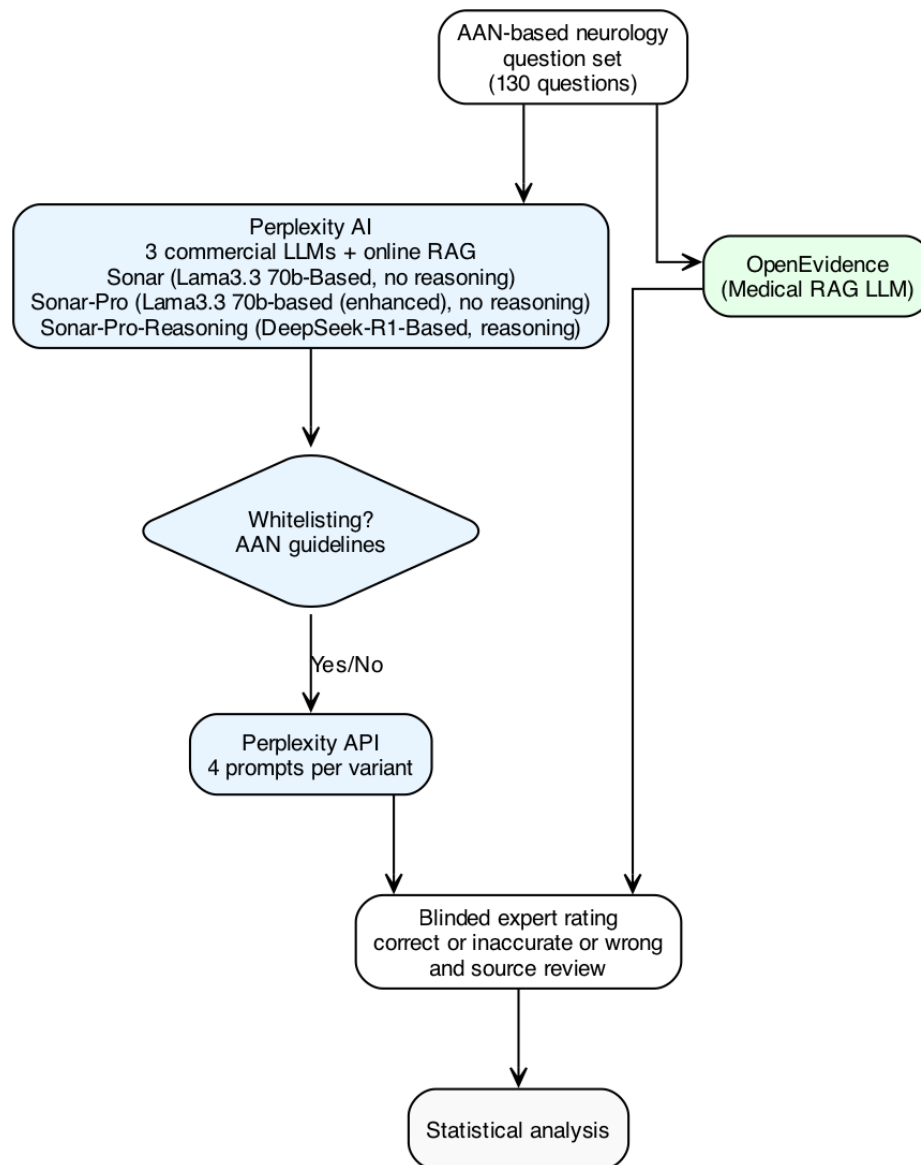 AAN-based neurology
question set
(130 questions)
Perplexity AI
3 commercial LLMs + online RAG
Sonar (Lama3.3 70b-Based, no reasoning)
Sonar-Pro (Lama3.3 70b-based (enhanced), no reasoning)
Sonar-Pro-Reasoning (DeepSeek-R1-Based, reasoning)
OpenEvidence
(Medical RAG LLM)
Whitelisting?
AAN guidelines
Yes/No
Perplexity API
4 prompts per variant
Blinded expert rating
correct or inaccurate or wrong
and source review
Statistical analysis